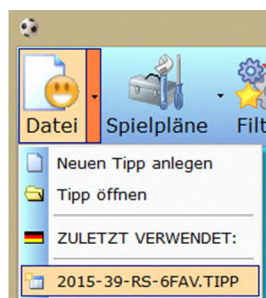 Datei Spielpläne Filt
Neuen Tipp anlegen
Tipp öffnen
ZULETZT VERWENDET:
2015-39-RS-6FAV.TIPP